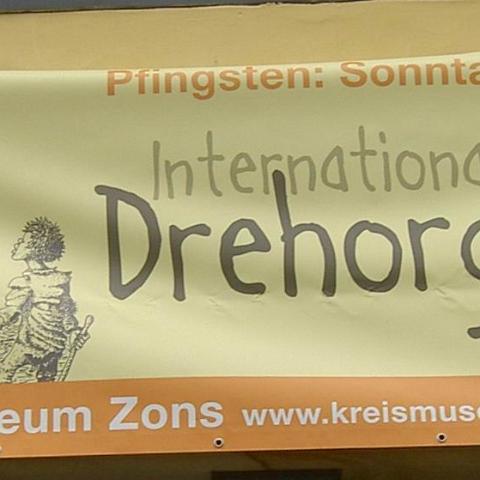 Pfingsten: Sonnta
Internationa
Drehorg
eum Zons www.kreismuse